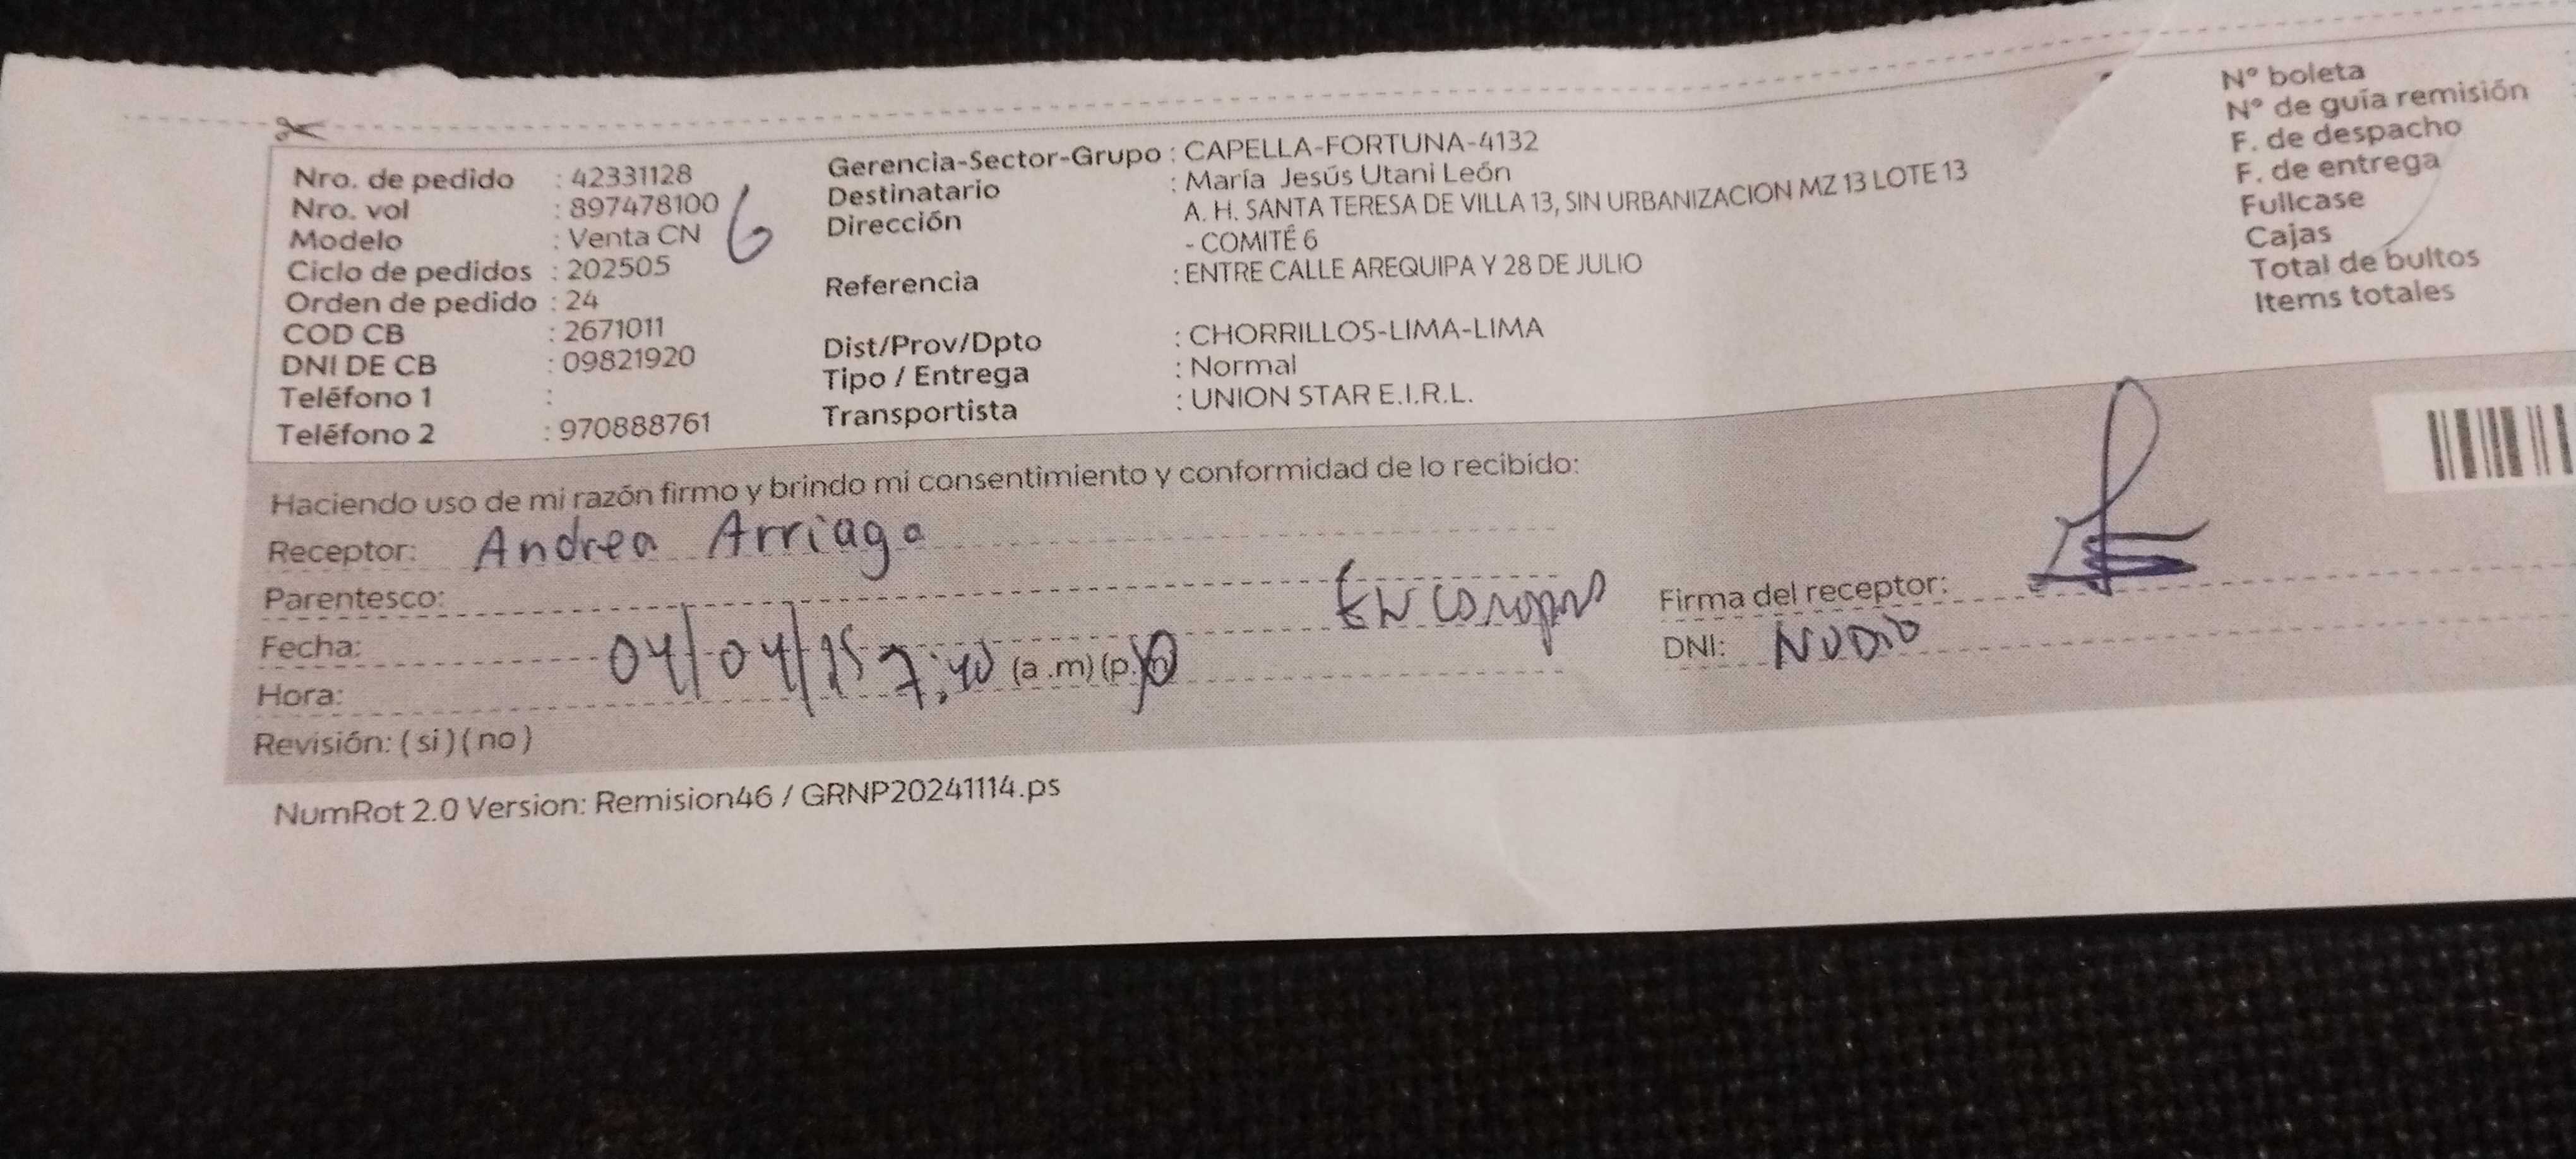 Nro. de pedido : 42331128
Nro. vol : 897478100
Modelo : Venta CN
Ciclo de pedidos : 202505
Orden de pedido : 24
COD CB : 2671011
DNI DE CB : 09821920
Teléfono 1 :
Teléfono 2 : 970888761
6
Gerencia-Sector-Grupo : CAPELLA-FORTUNA-4132
Destinatario : María Jesús Utani León
Dirección A. H. SANTA TERESA DE VILLA 13, SIN URBANIZACION MZ 13 LOTE 13
- COMITÉ 6
Referencia : ENTRE CALLE AREQUIPA Y 28 DE JULIO
Dist/Prov/Dpto : CHORRILLOS-LIMA-LIMA
Tipo / Entrega : Normal
Transportista : UNION STAR E.I.R.L.
N° boleta
N° de guía remisión
F. de despacho
F. de entrega
Fullcase
Cajas
Total de bultos
Items totales
Haciendo uso de mi razón firmo y brindo mi consentimiento y conformidad de lo recibido:
Receptor: Andrea Arriaga
Parentesco:
Fecha: 04/04/25
Hora: 7:40 (a .m) (p.m)
Revisión: ( si ) ( no )
Firma del receptor:
DNI: NUDIO
NumRot 2.0 Version: Remision46 / GRNP20241114.ps